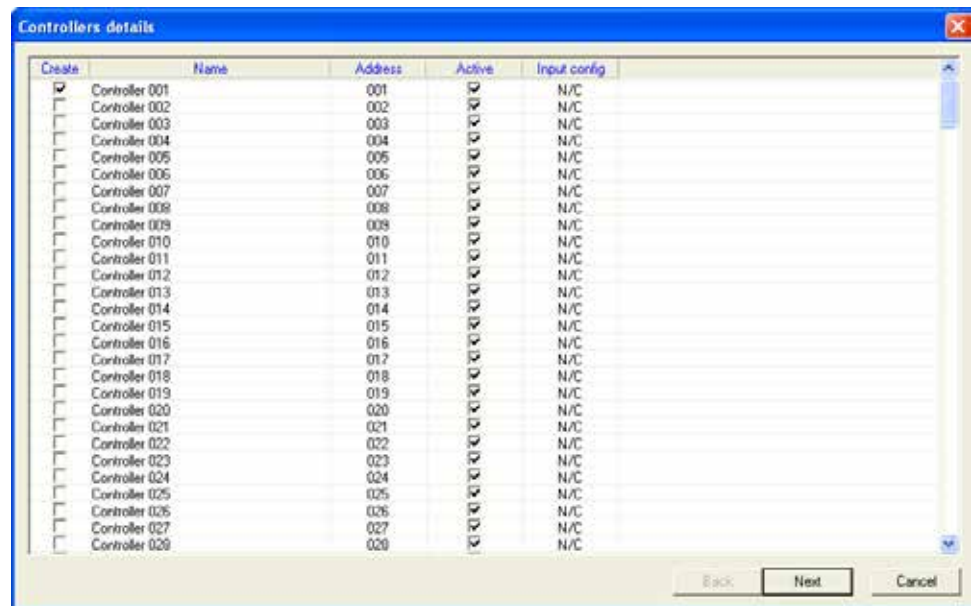 Controllers details
Create Name Address Active Input config
Controller 001 001 N/C
Controller 002 002 N/C
Controller 003 003 N/C
Controller 004 004 N/C
Controller 005 005 N/C
Controller 006 006 N/C
Controller 007 007 N/C
Controller 008 008 N/C
Controller 009 009 N/C
Controller 010 010 N/C
Controller 011 011 N/C
Controller 012 012 N/C
Controller 013 013 N/C
Controller 014 014 N/C
Controller 015 015 N/C
Controller 016 016 N/C
Controller 017 017 N/C
Controller 018 018 N/C
Controller 019 019 N/C
Controller 020 020 N/C
Controller 021 021 N/C
Controller 022 022 N/C
Controller 023 023 N/C
Controller 024 024 N/C
Controller 025 025 N/C
Controller 026 026 N/C
Controller 027 027 N/C
Controller 028 028 N/C
Back Next Cancel